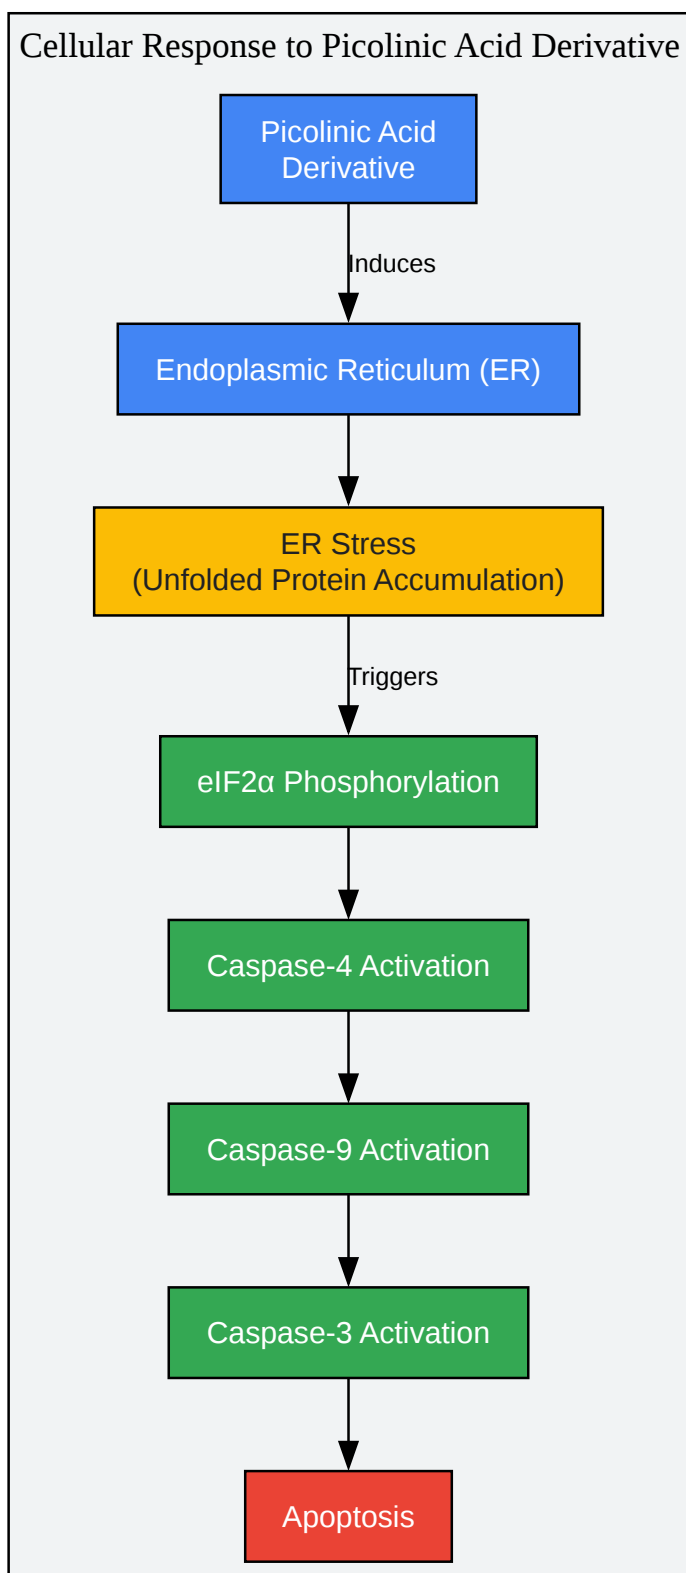 Cellular Response to Picolinic Acid Derivative
Picolinic Acid
Derivative
Induces
Endoplasmic Reticulum (ER)
ER Stress
(Unfolded Protein Accumulation)
Triggers
eIF2α Phosphorylation
Caspase-4 Activation
Caspase-9 Activation
Caspase-3 Activation
Apoptosis